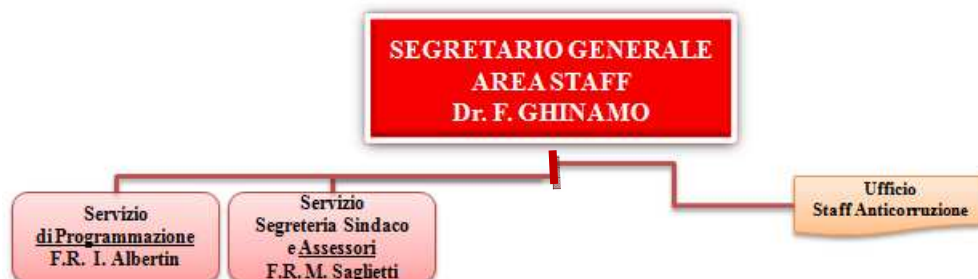 SEGRETARIO GENERALE
AREA STAFF
Dr. F. GHINAMO
Servizio
di Programmazione
F.R. I. Albertin
Servizio
Segreteria Sindaco
e Assessori
F.R. M. Saglietti
Ufficio
Staff Anticorruzione